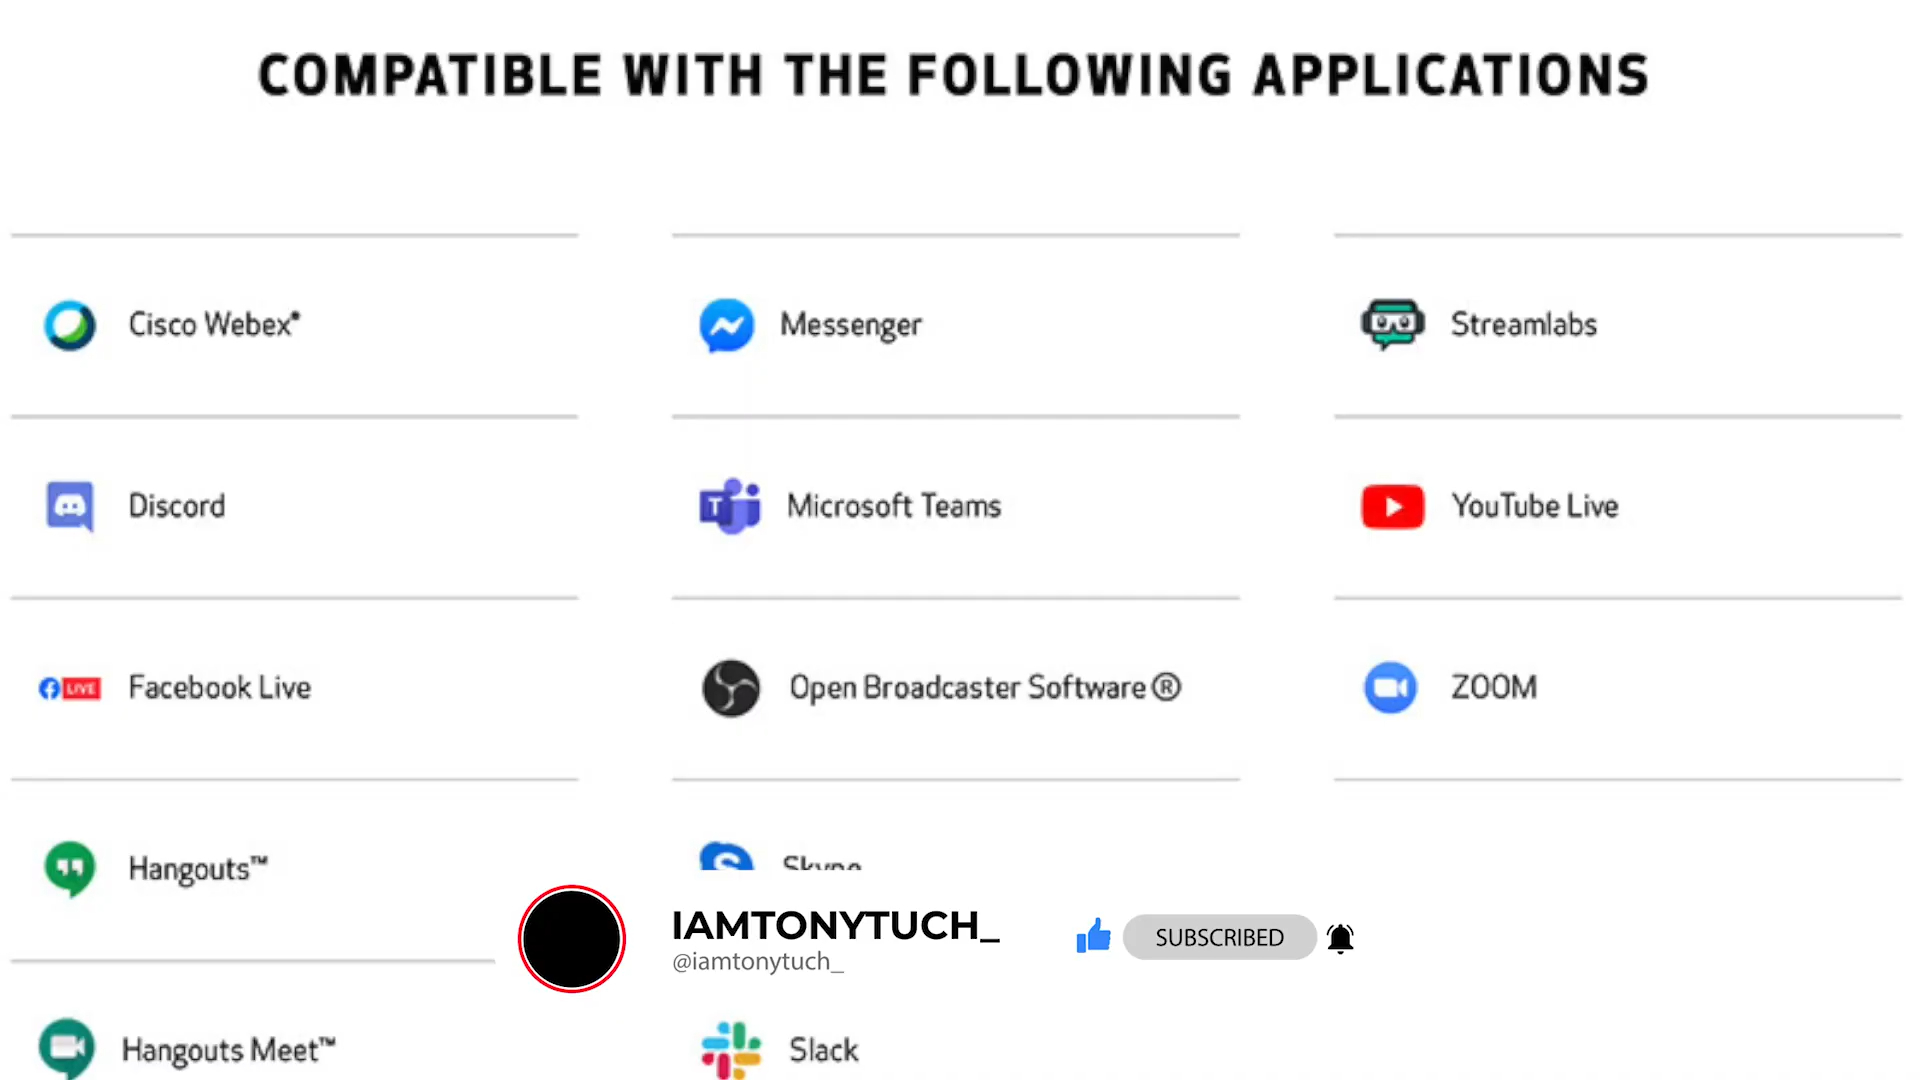 COMPATIBLE WITH THE FOLLOWING APPLICATIONS
Cisco Webex®
Messenger
Streamlabs
Discord
T
Microsoft Teams
YouTube Live
LIVE
Facebook Live
Open Broadcaster Software®
ZOOM
Hangouts™
S
Skype
IAMTONYTUCH_
@iamtonytuch_
SUBSCRIBED
Hangouts Meet™
Slack